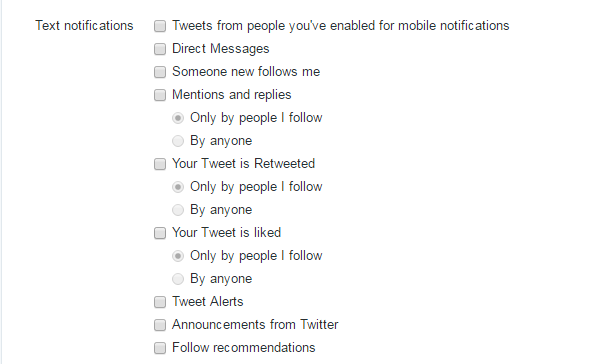 Text notifications Tweets from people you've enabled for mobile notifications
Direct Messages
Someone new follows me
Mentions and replies
Only by people I follow
By anyone
Your Tweet is Retweeted
Only by people I follow
By anyone
Your Tweet is liked
Only by people I follow
By anyone
Tweet Alerts
Announcements from Twitter
Follow recommendations